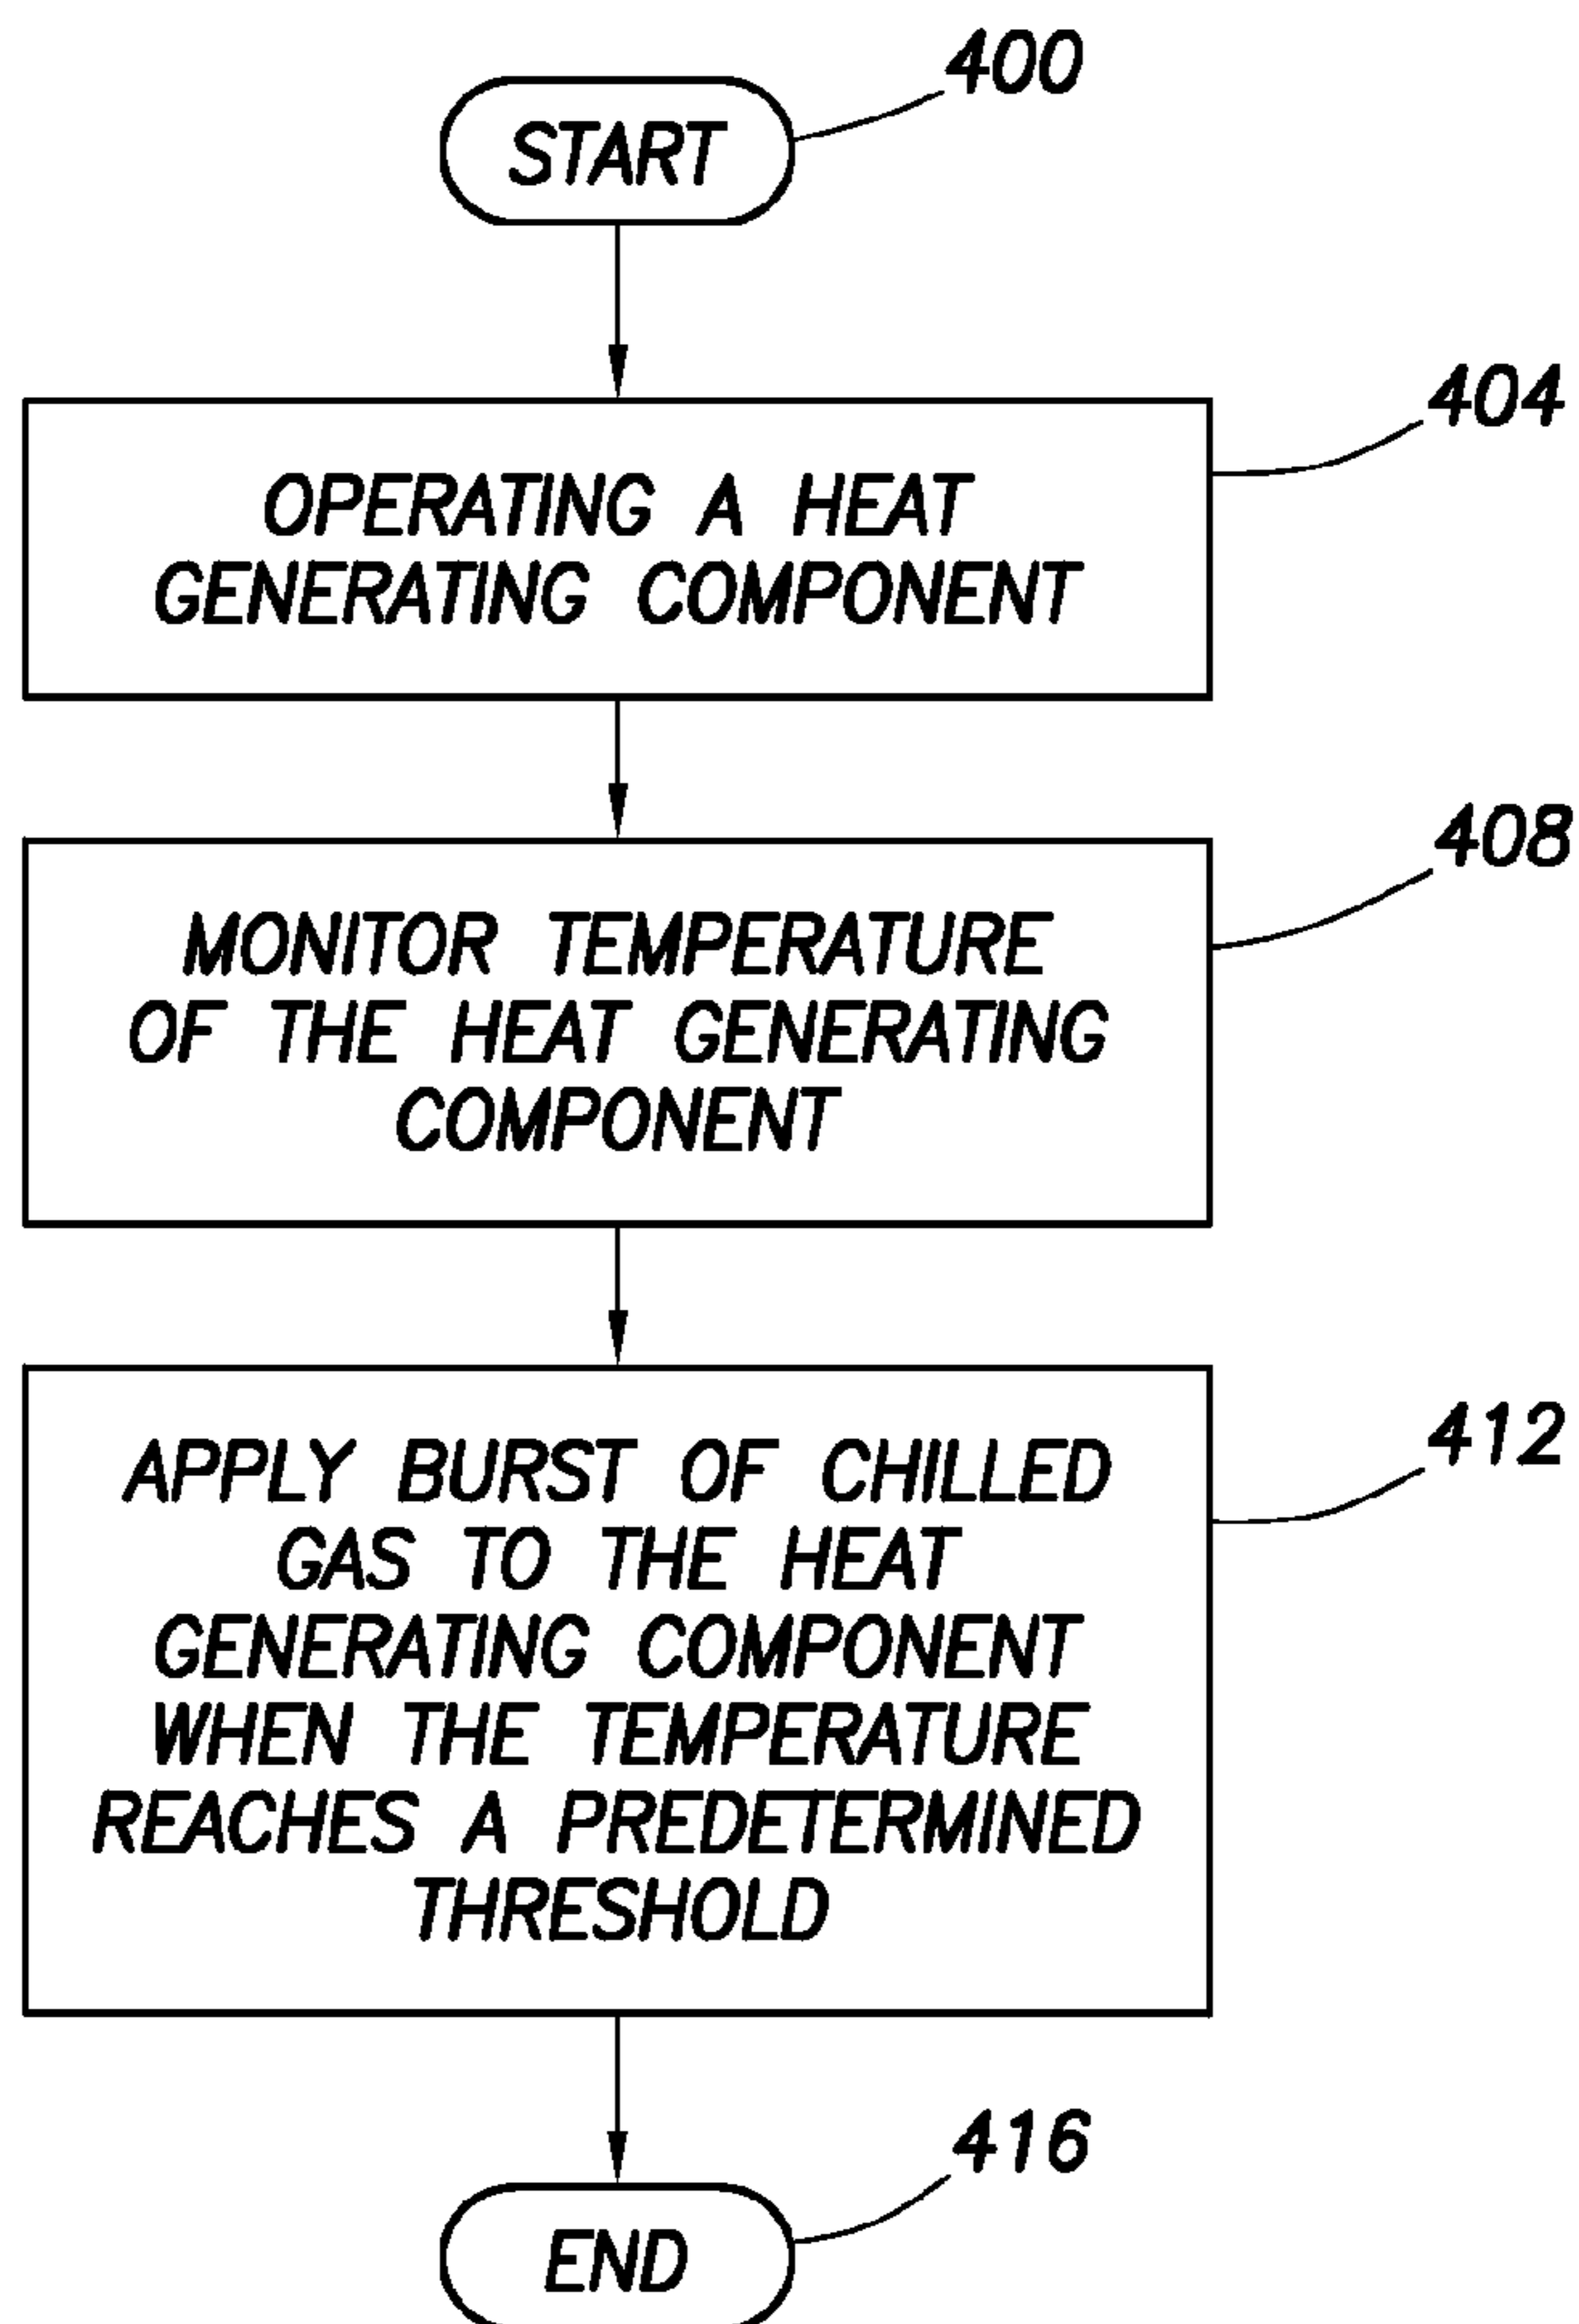 400
START
404
OPERATING A HEAT
GENERATING COMPONENT
408
MONITOR TEMPERATURE
OF THE HEAT GENERATING
COMPONENT
412
APPLY BURST OF CHILLED
GAS TO THE HEAT
GENERATING COMPONENT
WHEN THE TEMPERATURE
REACHES A PREDETERMINED
THRESHOLD
416
END